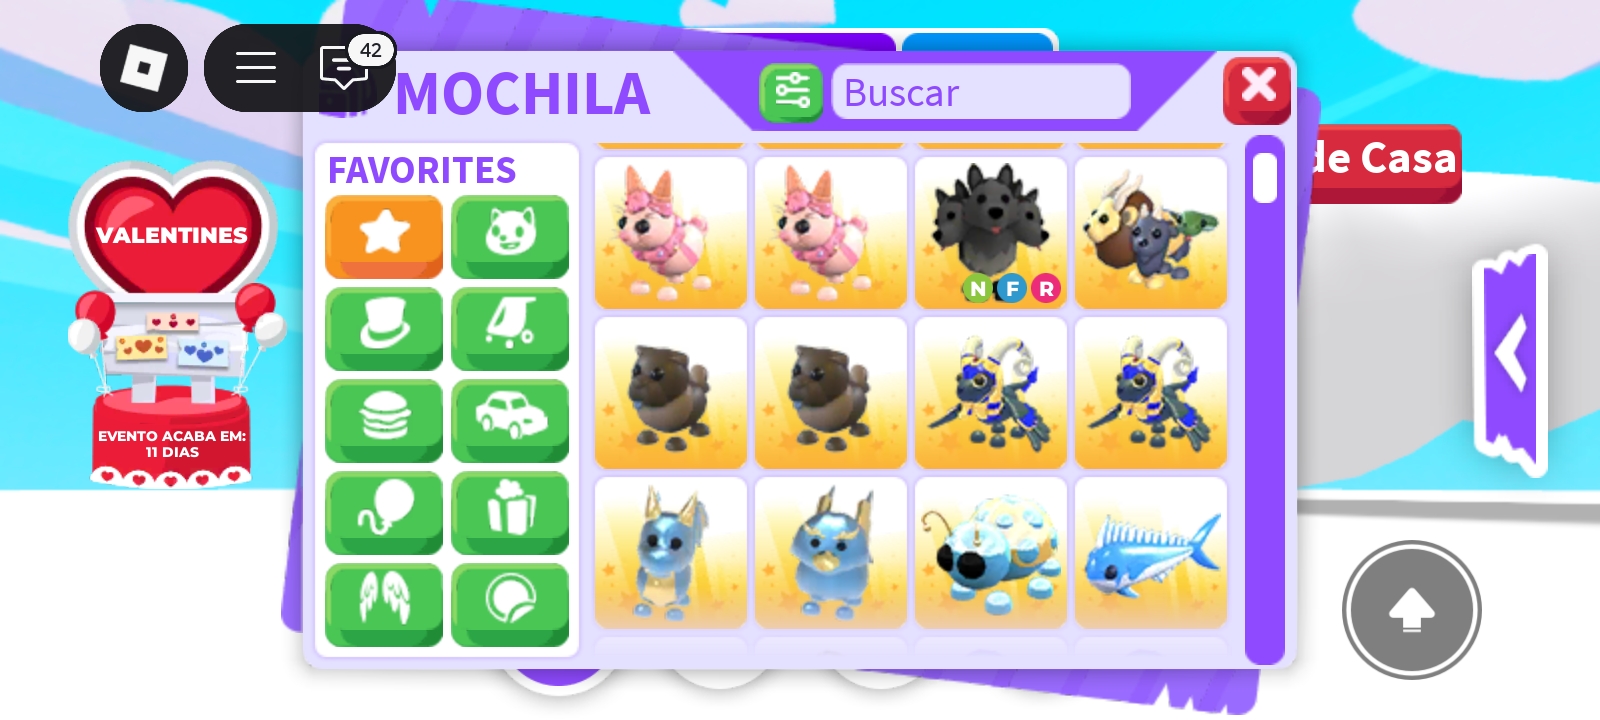 42
MOCHILA
Buscar
de Casa
FAVORITES
VALENTINES
N F R
EVENTO ACABA EM:
11 DIAS